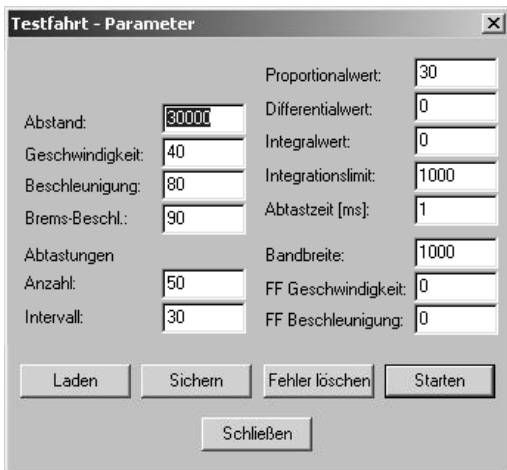 Testfahrt - Parameter
Abstand: 30000
Geschwindigkeit: 40
Beschleunigung: 80
Brems-Beschl.: 90
Abtastungen
Anzahl: 50
Intervall: 30
Proportionalwert: 30
Differentialwert: 0
Integralwert: 0
Integrationslimit: 1000
Abtastzeit [ms]: 1
Bandbreite: 1000
FF Geschwindigkeit: 0
FF Beschleunigung: 0
Laden Sichern Fehler löschen Starten
Schließen